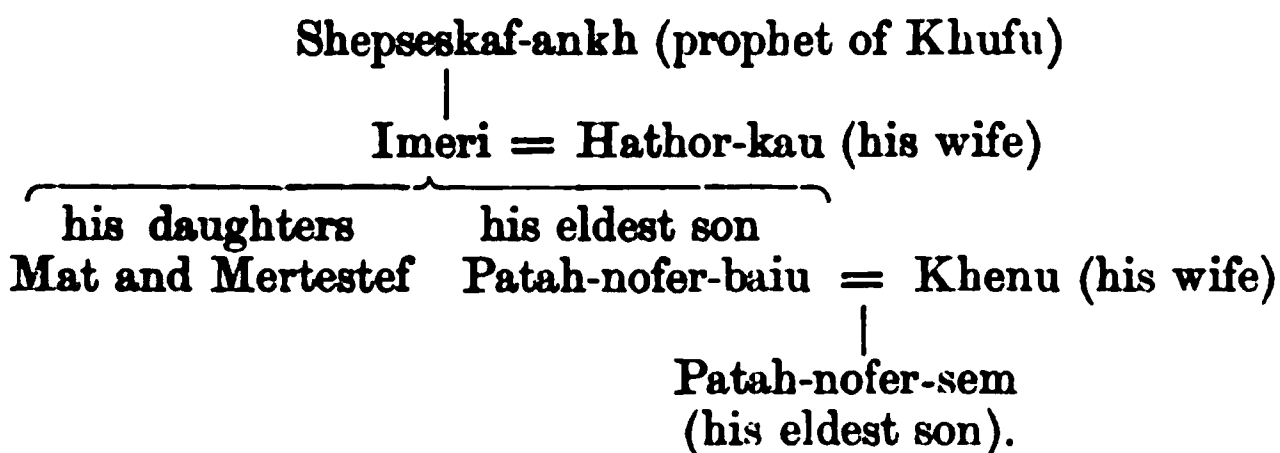 Shepseskaf-ankh (prophet of Khufu)
Imeri = Hathor-kau (his wife)
his daughters his eldest son
Mat and Mertestef Patah-nofer-baiu = Khenu (his wife)
Patah-nofer-sem
(his eldest son).